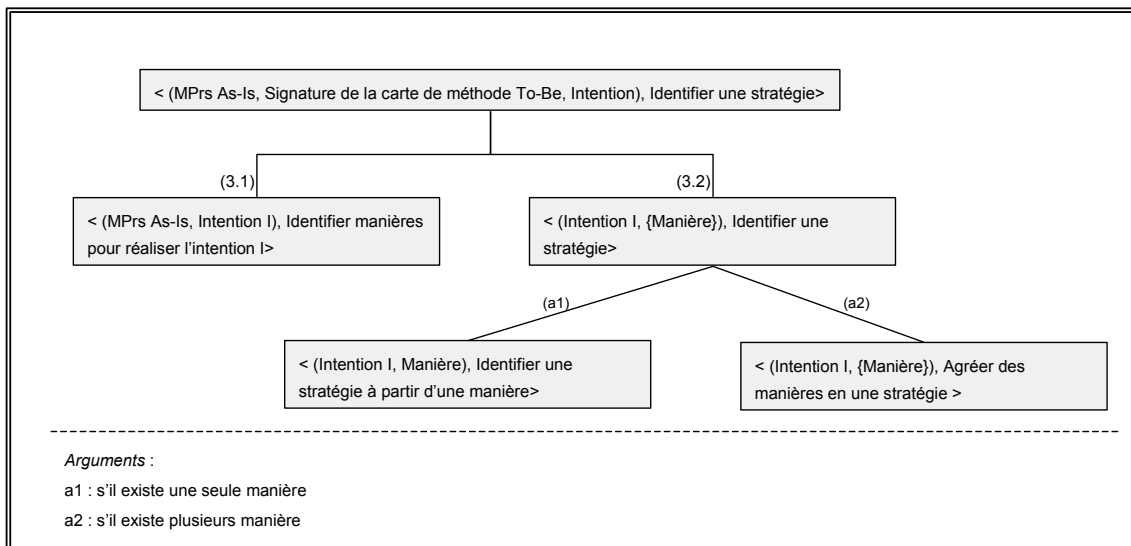 < (MPrs As-Is, Signature de la carte de méthode To-Be, Intention), Identifier une stratégie>
(3.1)
(3.2)
< (MPrs As-Is, Intention I), Identifier manières
pour réaliser l’intention I>
< (Intention I, {Manière}), Identifier une
stratégie>
(a1)
(a2)
< (Intention I, Manière), Identifier une
stratégie à partir d’une manière>
< (Intention I, {Manière}), Agréer des
manières en une stratégie >
Arguments :
a1 : s’il existe une seule manière
a2 : s’il existe plusieurs manière